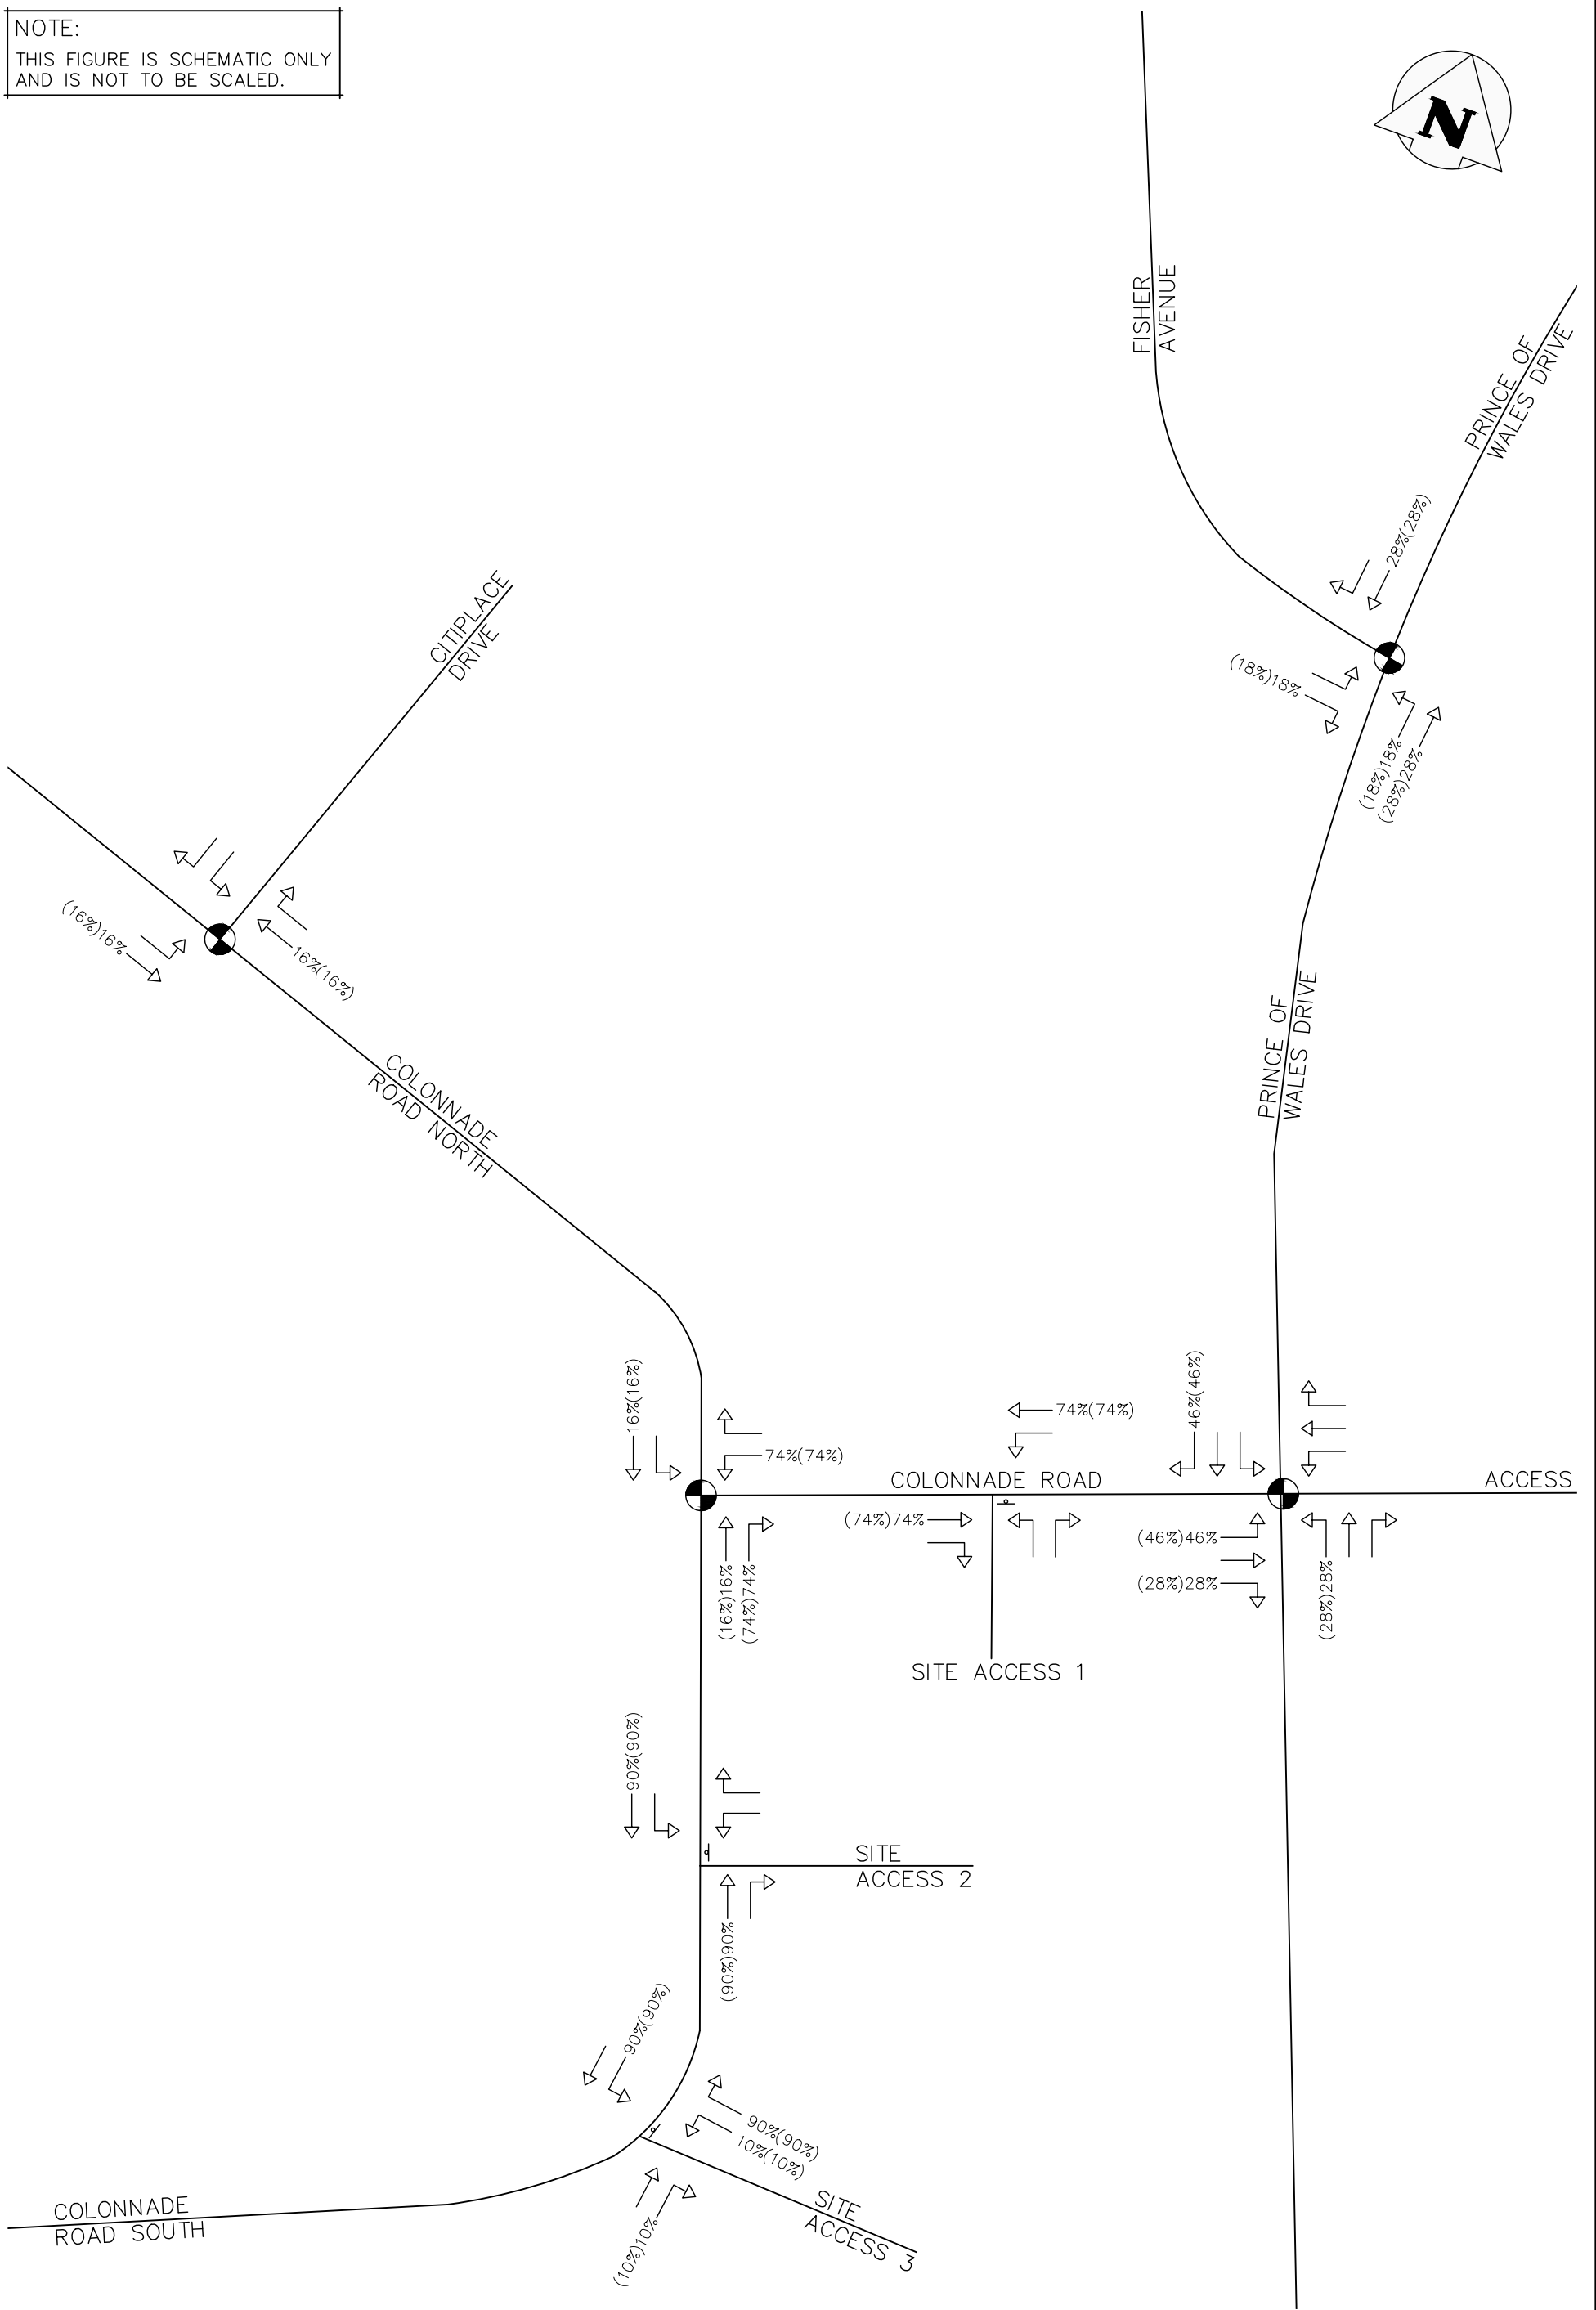 NOTE:
THIS FIGURE IS SCHEMATIC ONLY
AND IS NOT TO BE SCALED.
N
FISHER
AVENUE
PRINCE OF
WALES DRIVE
28%(28%)
(18%)18%
(18%)18%
(28%)28%
CITIPLACE
DRIVE
(16%)16%
16%(16%)
COLONNADE
ROAD NORTH
PRINCE OF
WALES DRIVE
16%(16%)
74%(74%)
74%(74%)
46%(46%)
COLONNADE ROAD
ACCESS
(74%)74%
(46%)46%
(28%)28%
(16%)16%
(74%)74%
(28%)28%
SITE ACCESS 1
90%(90%)
SITE
ACCESS 2
(90%)90%
90%(90%)
90%(90%)
10%(10%)
(10%)10%
SITE
ACCESS 3
COLONNADE
ROAD SOUTH